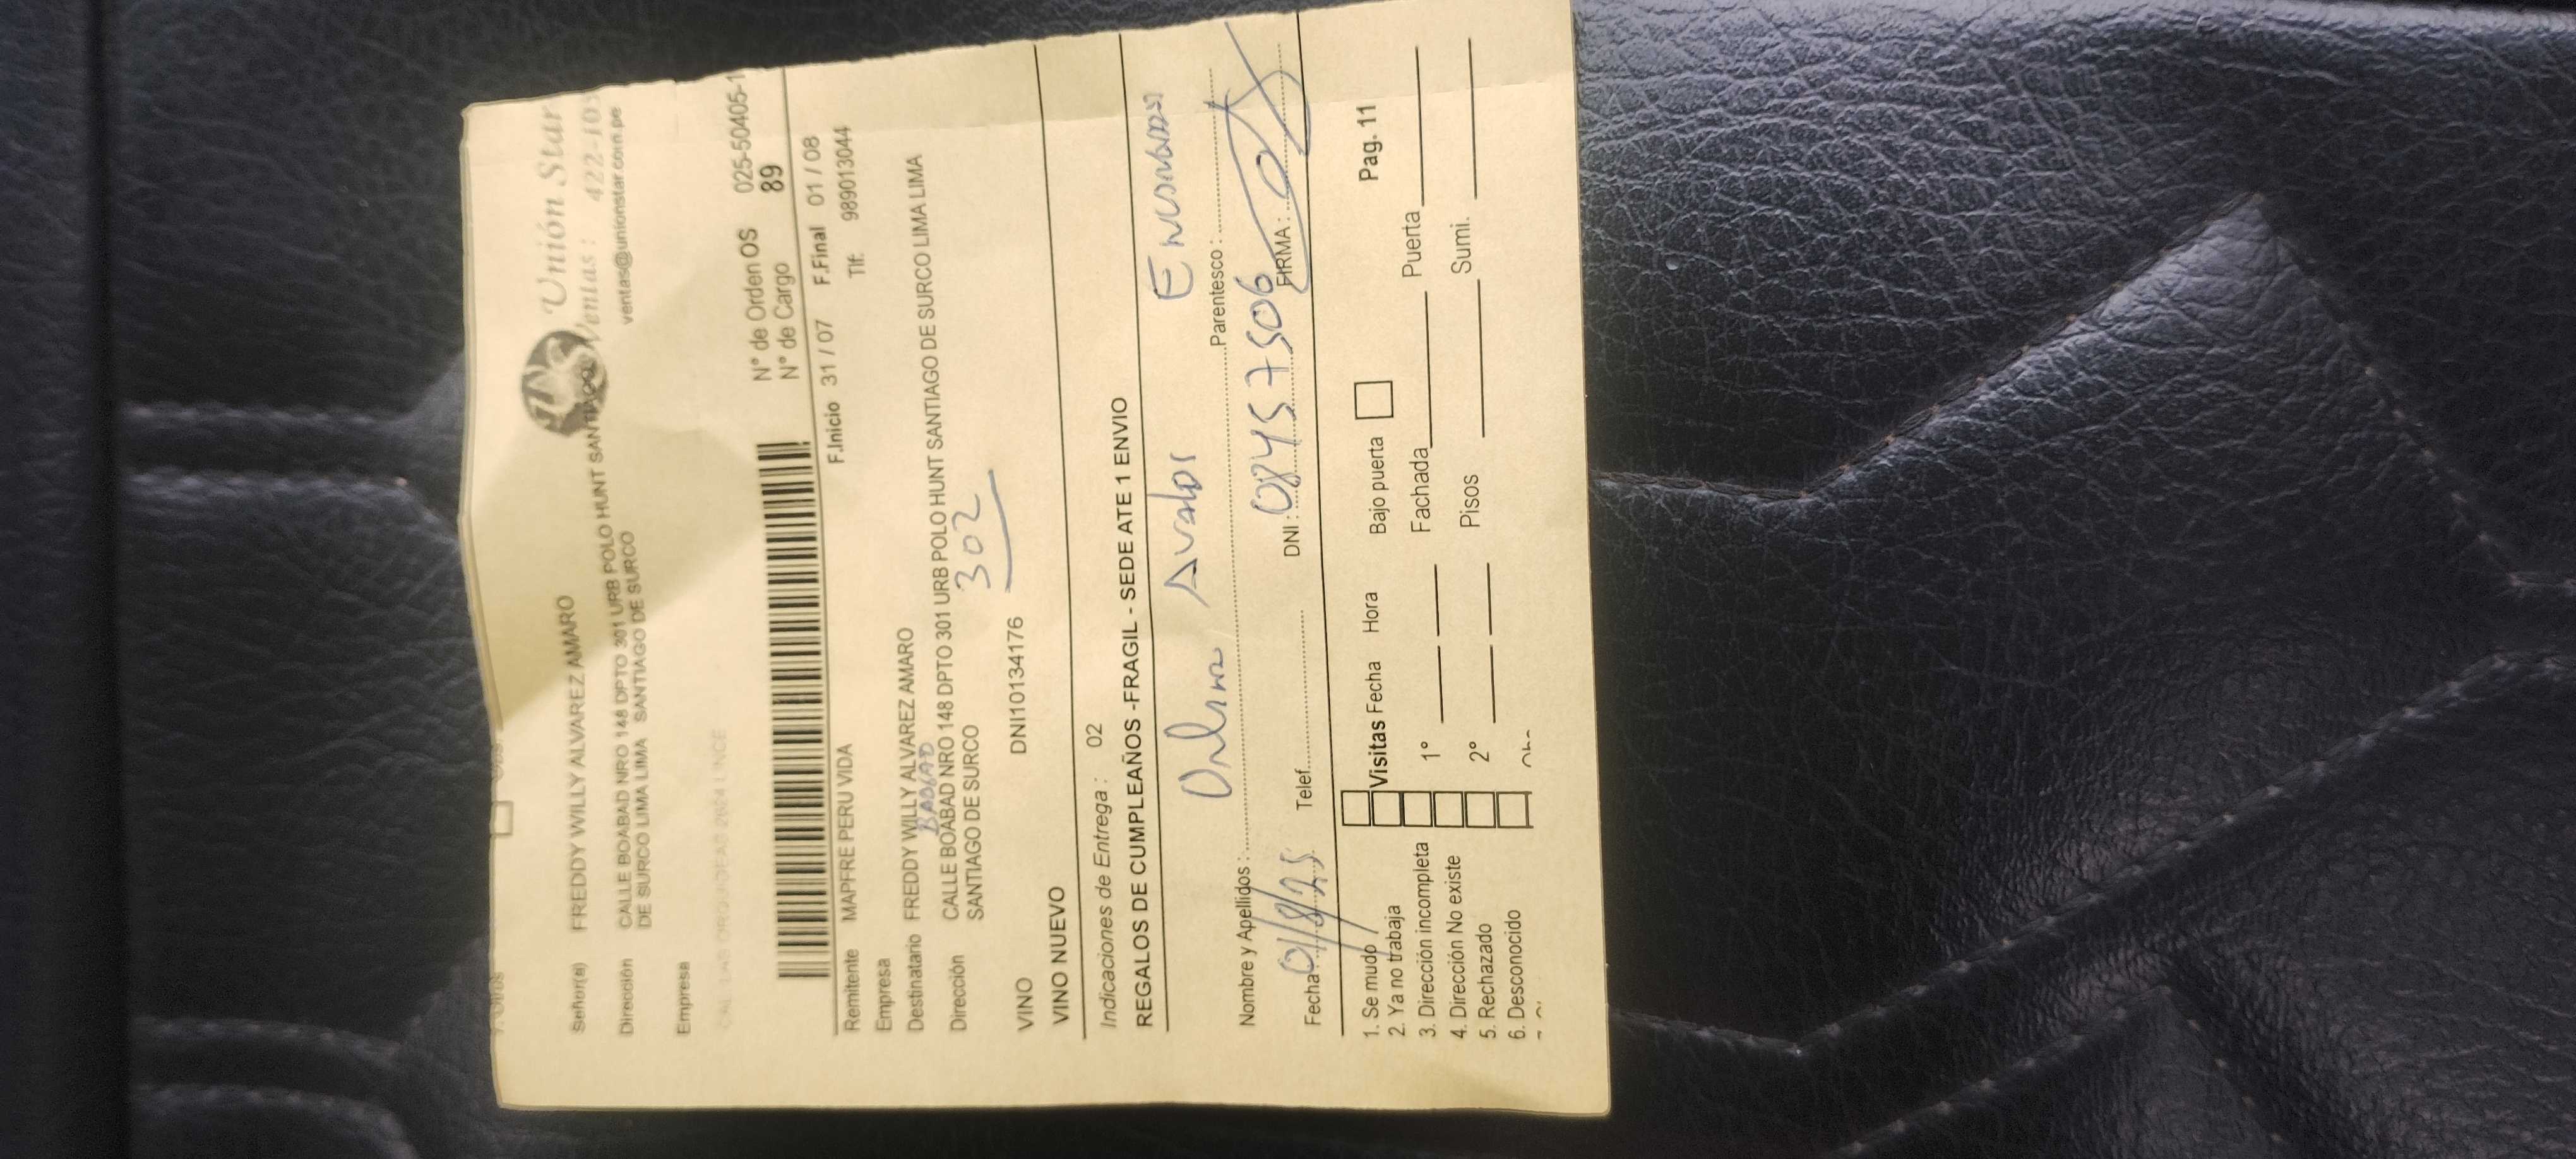 Unión Star
Ventas : 422-10
ventas@unionstar.com.pe
Señor(a) FREDDY WILLY ALVAREZ AMARO
Dirección CALLE BOABAD NRO 148 DPTO 301 URB POLO HUNT SANTIAGO
DE SURCO LIMA LIMA SANTIAGO DE SURCO
Empresa
N° de Orden OS 025-50405-1
N° de Cargo 89
F.Inicio 31 / 07 F.Final 01 / 08
Remitente MAPFRE PERU VIDA Tlf. 989013044
Empresa
Destinatario FREDDY WILLY ALVAREZ AMARO
BAOBAD
Dirección CALLE BOABAD NRO 148 DPTO 301 URB POLO HUNT SANTIAGO DE SURCO LIMA LIMA
SANTIAGO DE SURCO
302
VINO DNI10134176
VINO NUEVO
Indicaciones de Entrega : 02
REGALOS DE CUMPLEAÑOS -FRAGIL - SEDE ATE 1 ENVIO
Avalos
Nombre y Apellidos : Parentesco :
Fecha : 01/8/25 Telef. DNI : 08457506 FIRMA :
1. Se mudo Visitas Fecha Hora Bajo puerta Pag. 11
2. Ya no trabaja
3. Dirección incompleta 1° Fachada Puerta
4. Dirección No existe
5. Rechazado 2° Pisos Sumi.
6. Desconocido